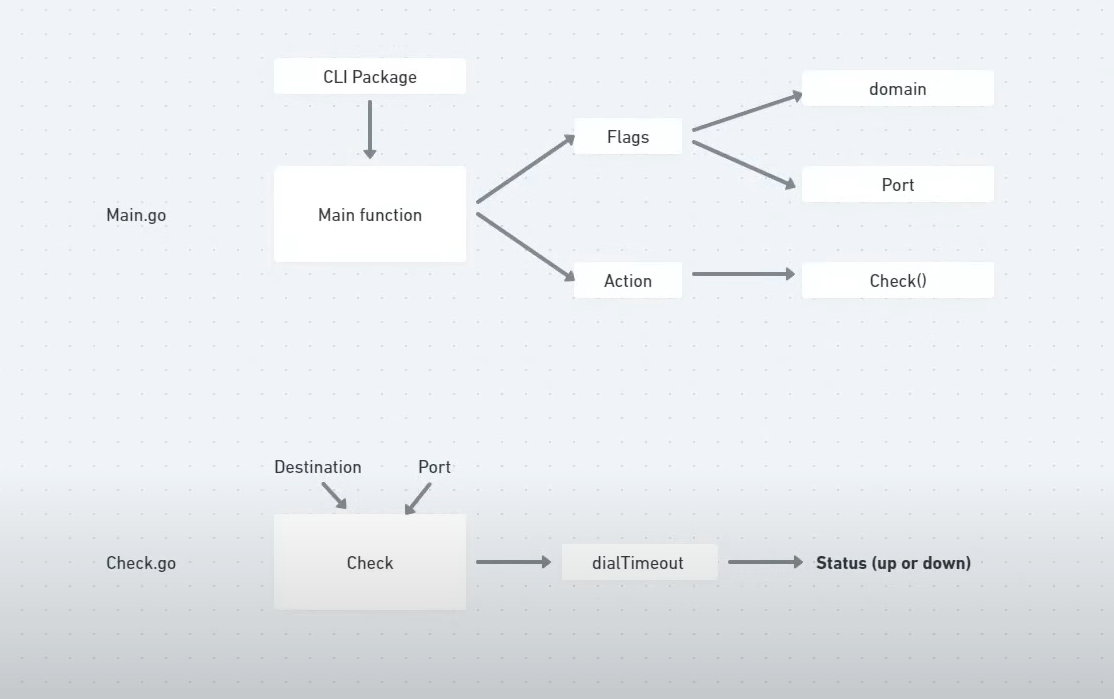 CLI Package
domain
Flags
Port
Main.go
Main function
Action
Check()
Destination
Port
Check.go
Check
dialTimeout
Status (up or down)